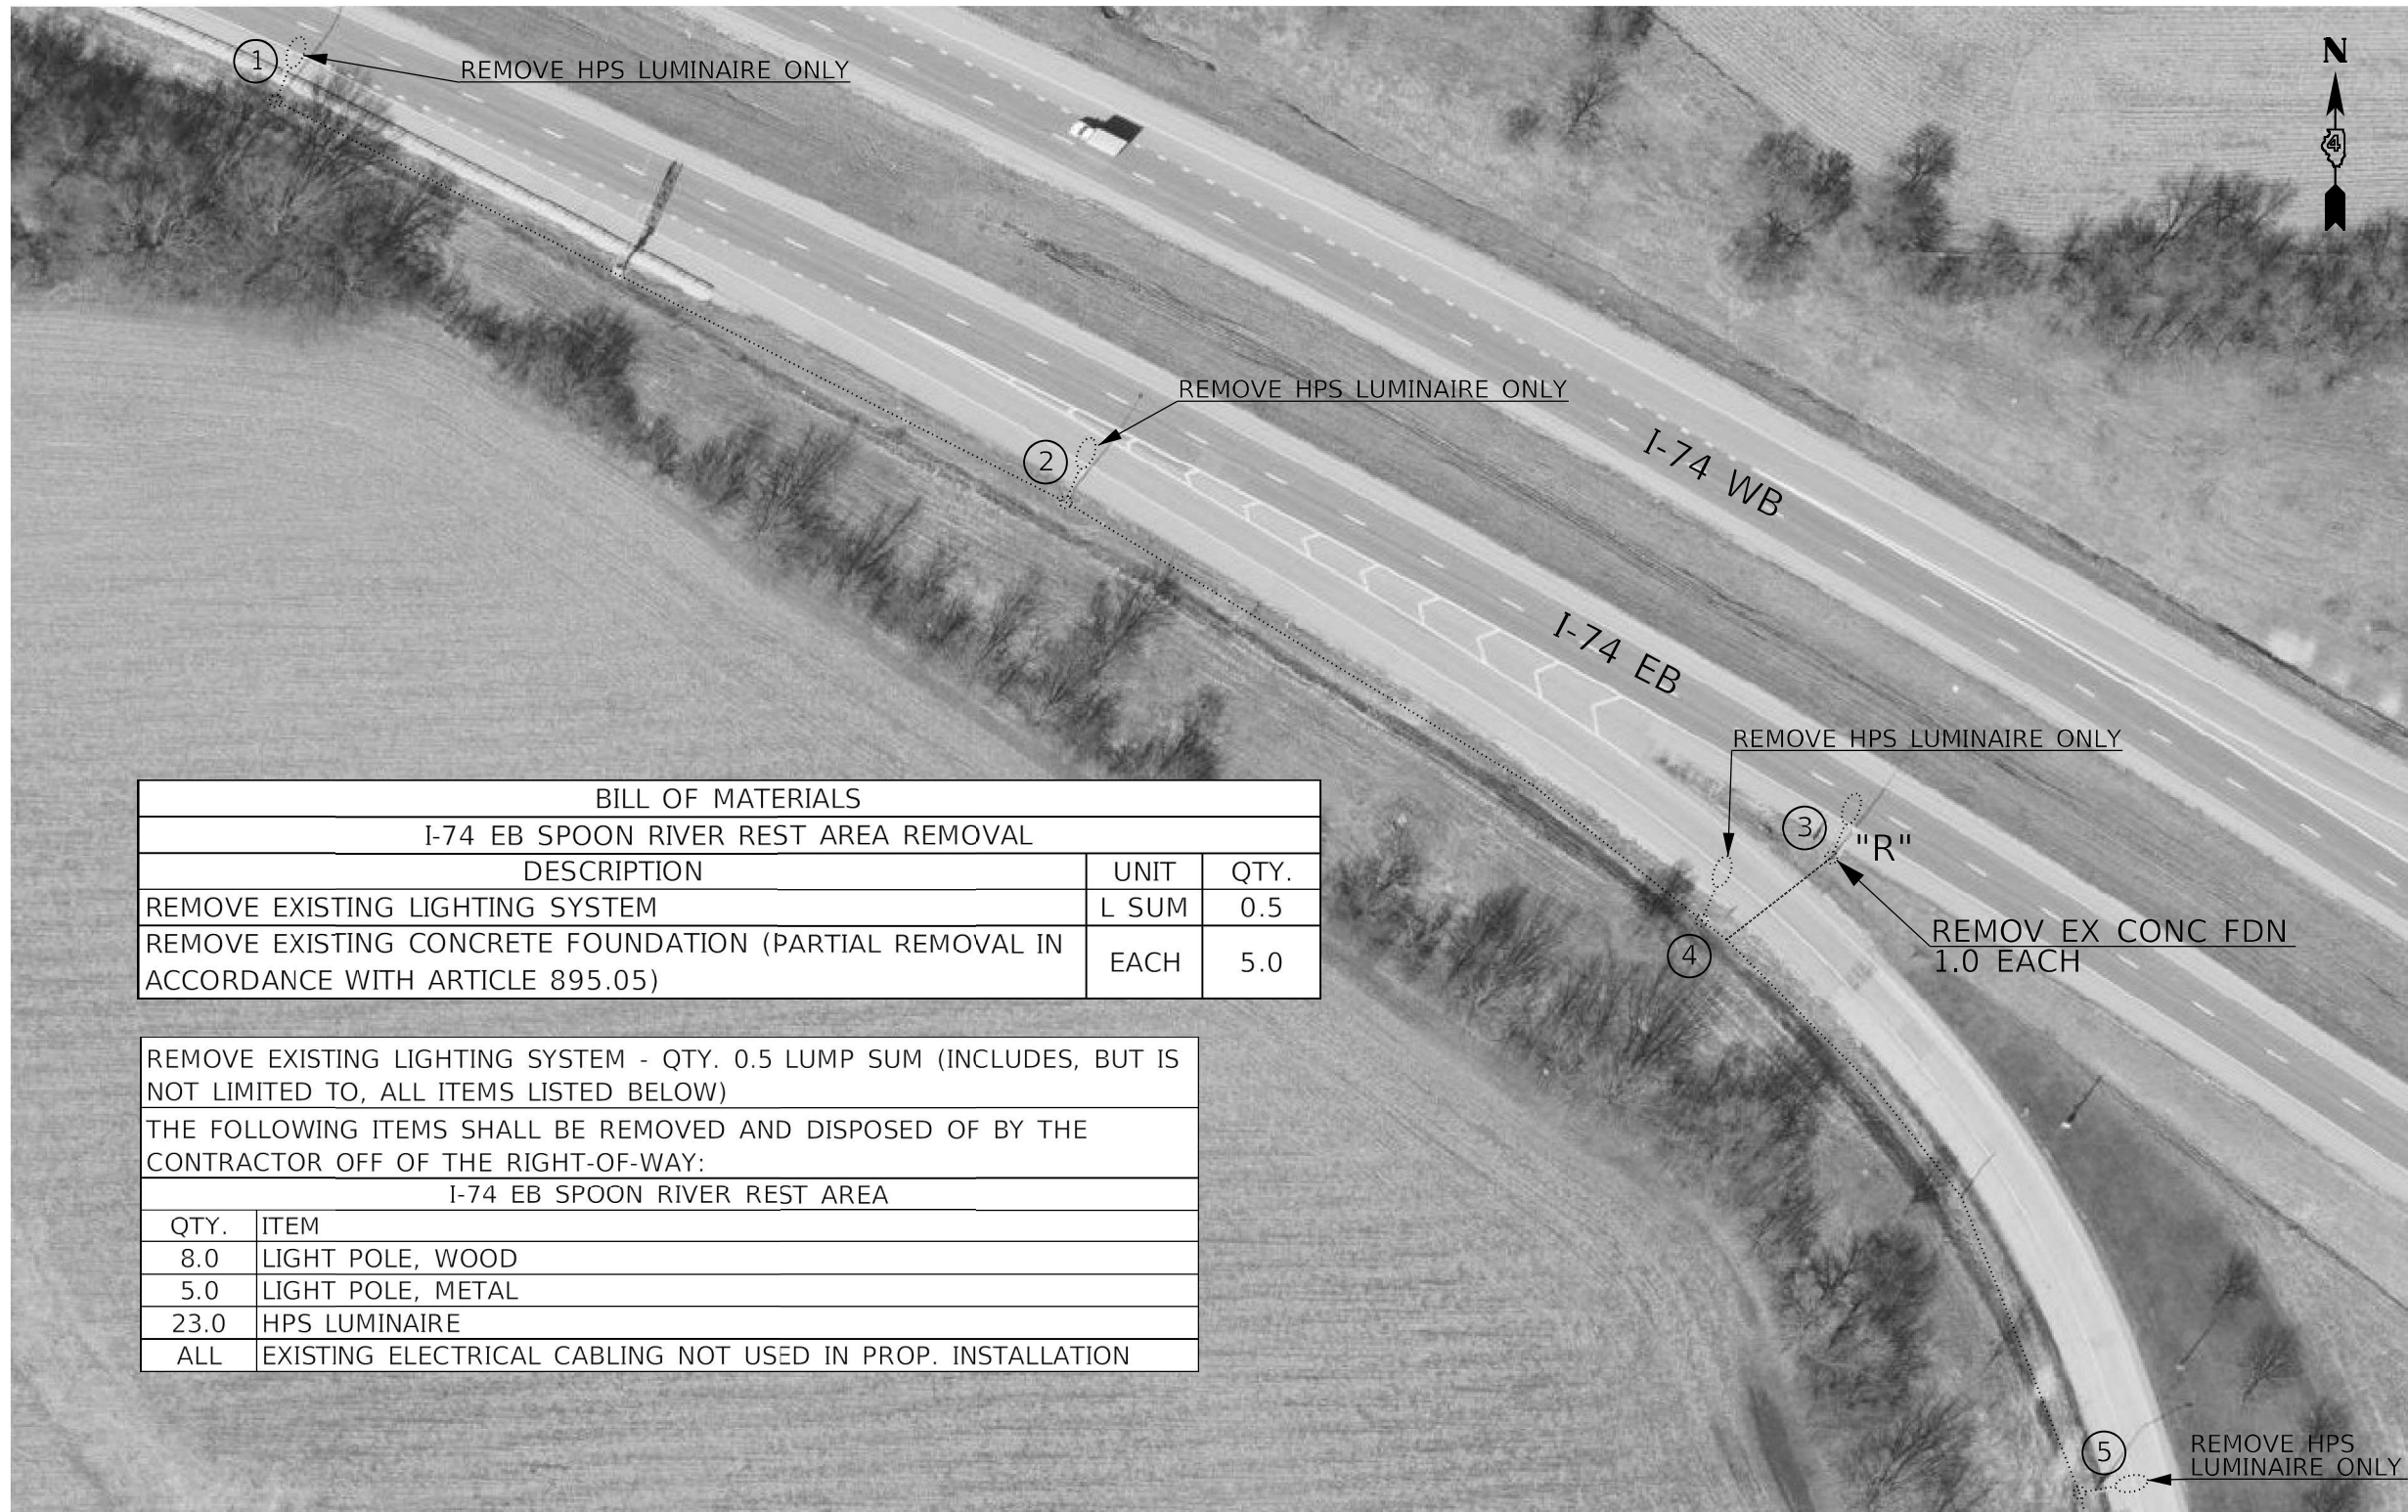 N
4
1
REMOVE HPS LUMINAIRE ONLY
REMOVE HPS LUMINAIRE ONLY
2
I-74 WB
I-74 EB
REMOVE HPS LUMINAIRE ONLY
3
"R"
REMOV EX CONC FDN
1.0 EACH
4
BILL OF MATERIALS
I-74 EB SPOON RIVER REST AREA REMOVAL
DESCRIPTION UNIT QTY.
REMOVE EXISTING LIGHTING SYSTEM L SUM 0.5
REMOVE EXISTING CONCRETE FOUNDATION (PARTIAL REMOVAL IN
ACCORDANCE WITH ARTICLE 895.05) EACH 5.0
REMOVE EXISTING LIGHTING SYSTEM - QTY. 0.5 LUMP SUM (INCLUDES, BUT IS
NOT LIMITED TO, ALL ITEMS LISTED BELOW)
THE FOLLOWING ITEMS SHALL BE REMOVED AND DISPOSED OF BY THE
CONTRACTOR OFF OF THE RIGHT-OF-WAY:
I-74 EB SPOON RIVER REST AREA
QTY. ITEM
8.0 LIGHT POLE, WOOD
5.0 LIGHT POLE, METAL
23.0 HPS LUMINAIRE
ALL EXISTING ELECTRICAL CABLING NOT USED IN PROP. INSTALLATION
5
REMOVE HPS
LUMINAIRE ONLY